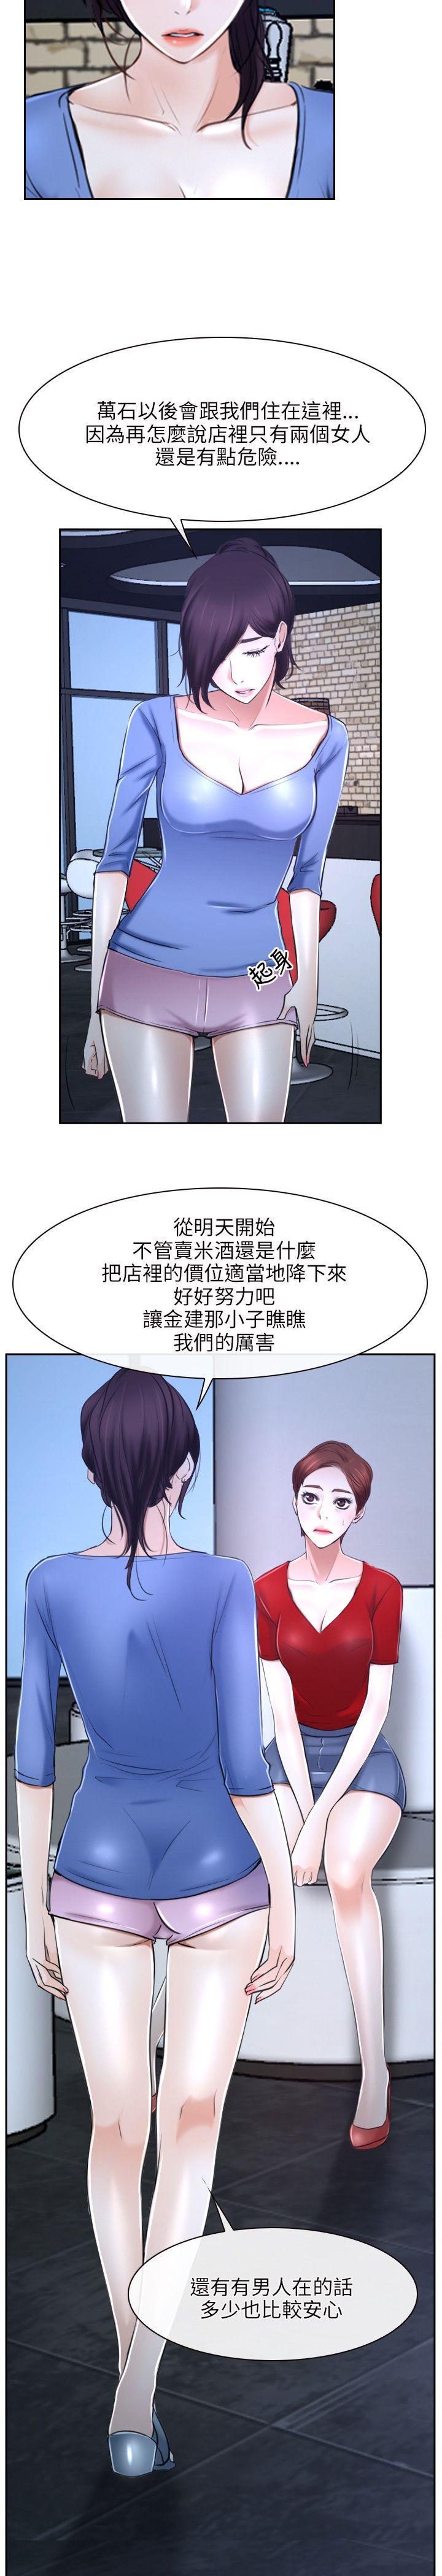 萬石以後會跟我們住在這裡...
因為再怎麼說店裡只有兩個女人
還是有點危險....
起身
從明天開始
不管賣米酒還是什麼
把店裡的價位適當地降下來
好好努力吧
讓金建那小子瞧瞧
我們的厲害
還有有男人在的話
多少也比較安心